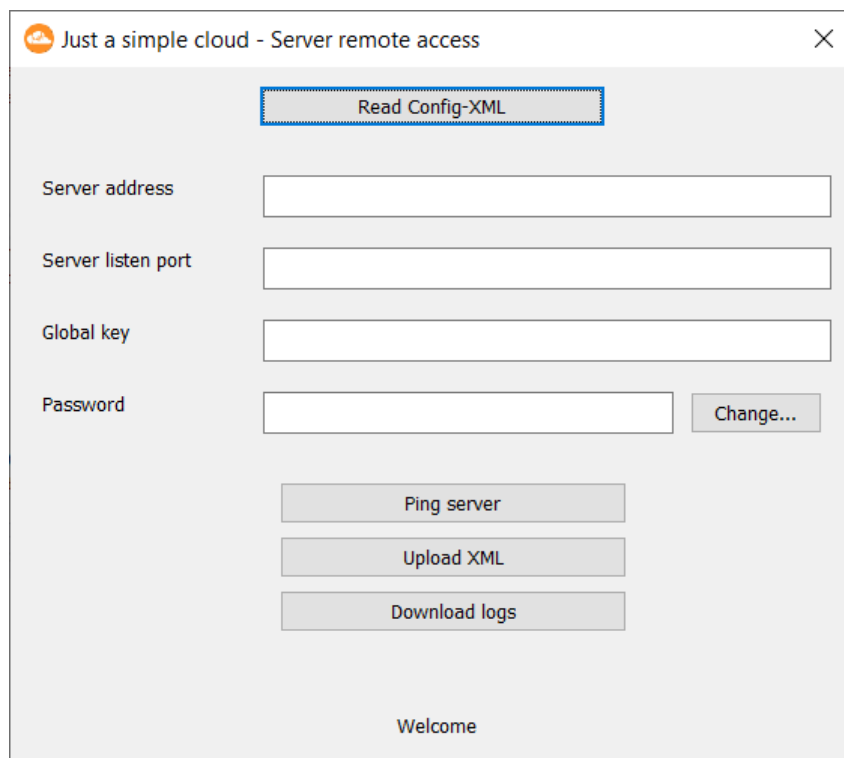 Just a simple cloud - Server remote access
Read Config-XML
Server address
Server listen port
Global key
Password
Change...
Ping server
Upload XML
Download logs
Welcome